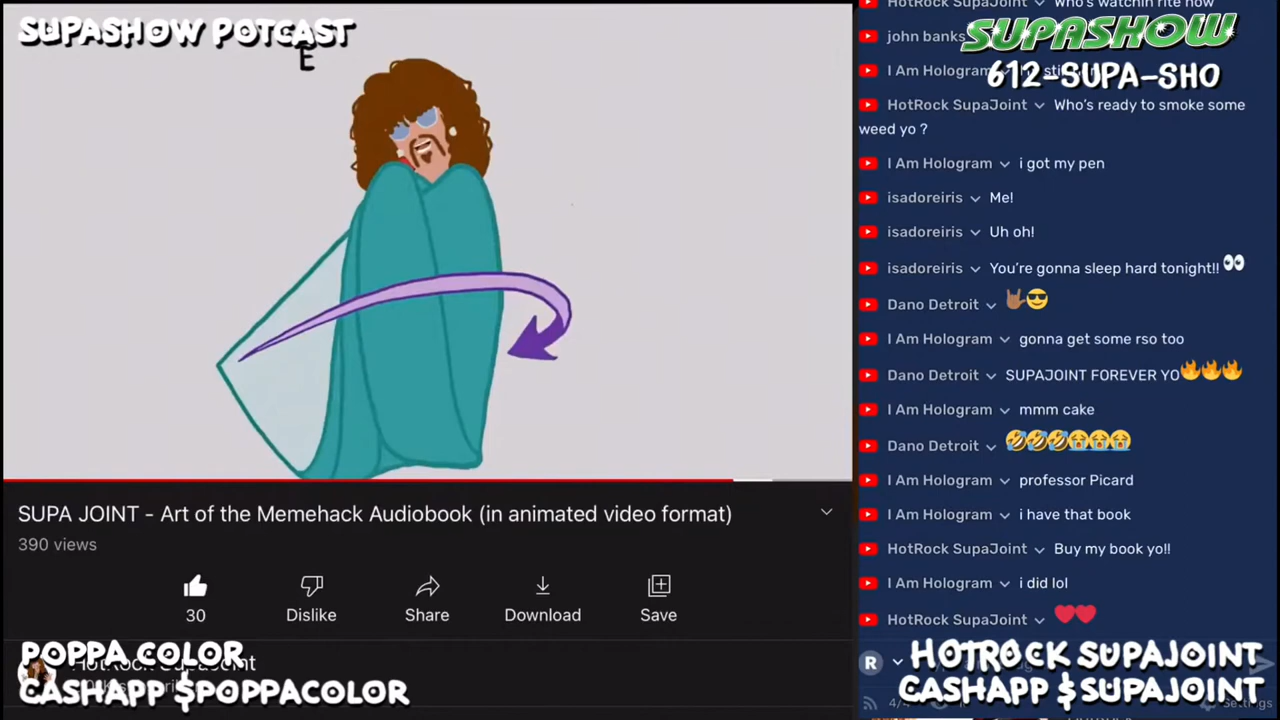 SUPASHOW POTCAST
E
SUPA JOINT - Art of the Memehack Audiobook (in animated video format)
390 views
30
Dislike
Share
Download
Save
POPPA COLOR
HotRock SupaJoint
CASHAPP $POPPACOLOR
HotRock SupaJoint Who's watchin rite now
SUPASHOW
john banks
612-SUPA-SHO
I Am Hologram
HotRock SupaJoint Who's ready to smoke some
weed yo ?
I Am Hologram i got my pen
isadoreiris Me!
isadoreiris Uh oh!
isadoreiris You're gonna sleep hard tonight!! 👀
Dano Detroit 🤟🏽😎
I Am Hologram gonna get some rso too
Dano Detroit SUPAJOINT FOREVER YO🔥🔥🔥
I Am Hologram mmm cake
Dano Detroit 🤣🤣🤣😭😭😭
I Am Hologram professor Picard
I Am Hologram i have that book
HotRock SupaJoint Buy my book yo!!
I Am Hologram i did lol
HotRock SupaJoint ❤️❤️
R
HOTROCK SUPAJOINT
CASHAPP $SUPAJOINT
Settings